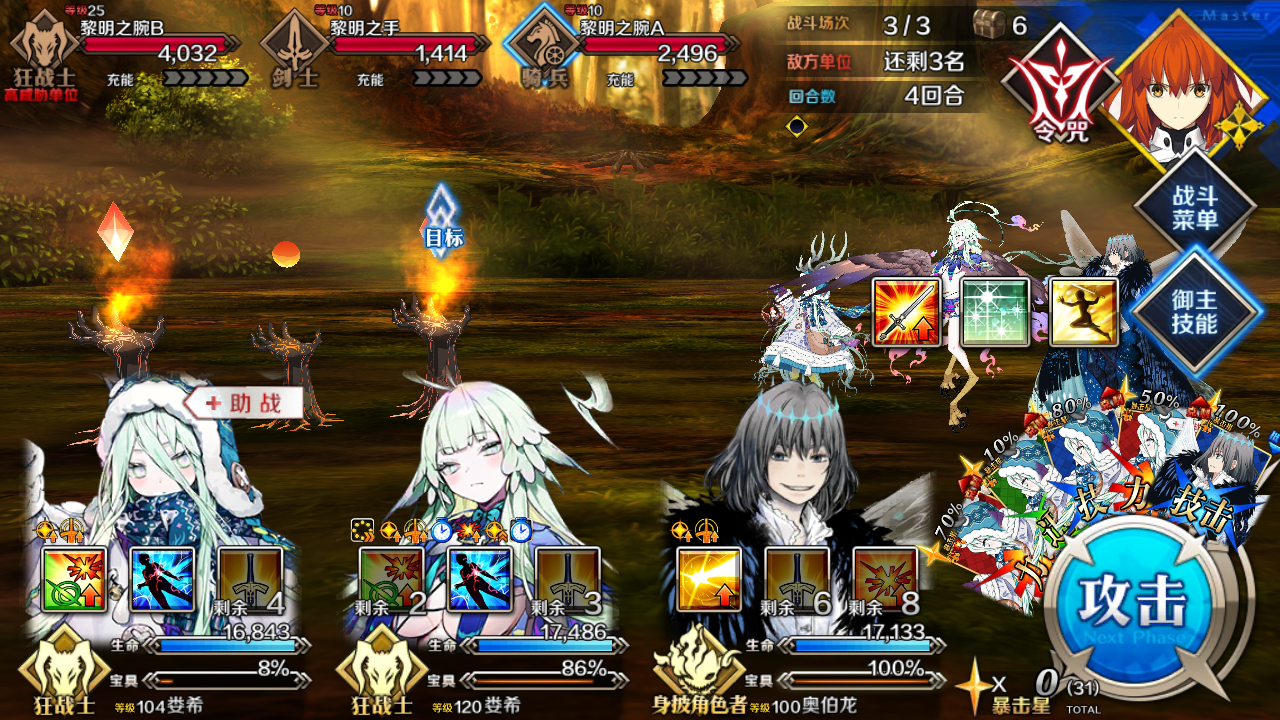 等级25
黎明之腕B
4,032
充能
狂战士
高威胁单位
等级10
黎明之手
1,414
充能
剑士
等级10
黎明之腕A
2,496
充能
骑兵
战斗场次 3/3
敌方单位 还剩3名
回合数 4回合
6
Master
令咒
战斗菜单
御主技能
目标
+助战
剩余4
生命 16,843
宝具 8%
狂战士 等级104娄希
剩余2
剩余3
生命 17,486
宝具 86%
狂战士 等级120娄希
剩余6
剩余8
生命 17,133
宝具 100%
身披角色者 等级100奥伯龙
70%
10%
80%
50%
100%
力
技
力
技击
攻击
Next Phase
X 0 (31)
暴击星 TOTAL